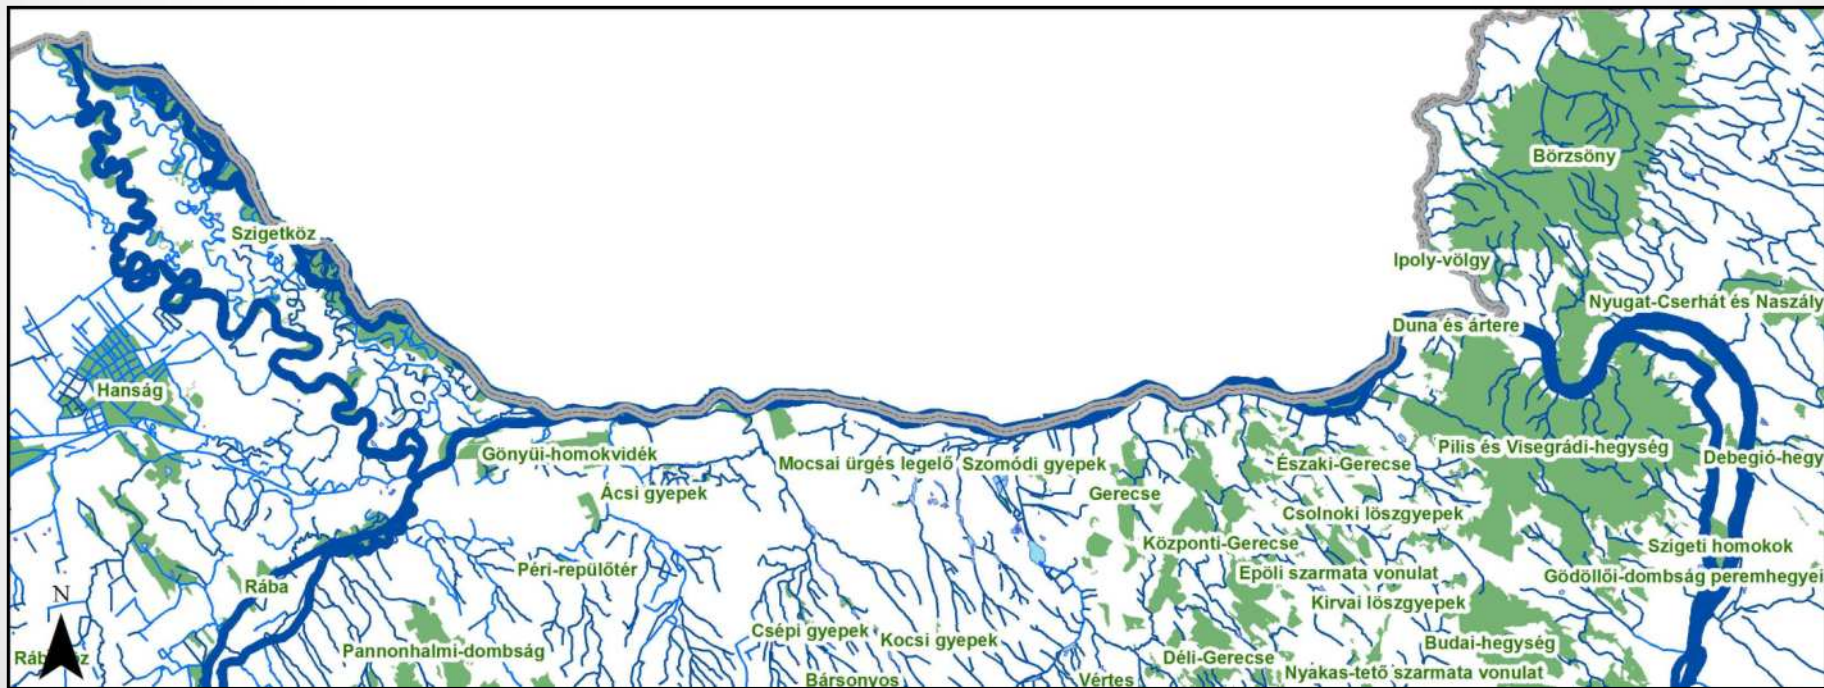 Börzsöny
Szigetköz
Ipoly-völgy
Nyugat-Cserhát és Naszály
Duna és ártere
Hanság
Gönyűi-homokvidék
Mocsai ürgés legelő
Szomódi gyepek
Északi-Gerecse
Pilis és Visegrádi-hegység
Debegió-hegy
Ácsi gyepek
Gerecse
Csolnoki löszgyepek
Központi-Gerecse
Szigeti homokok
Péri-repülőtér
Epöli szarmata vonulat
Gödöllői-dombság peremhegyei
Rába
N
Kirvai löszgyepek
Csépi gyepek
Kocsi gyepek
Budai-hegység
Pannonhalmi-dombság
Déli-Gerecse
Nyakas-tető szarmata vonulat
Bársonyos
Vértes